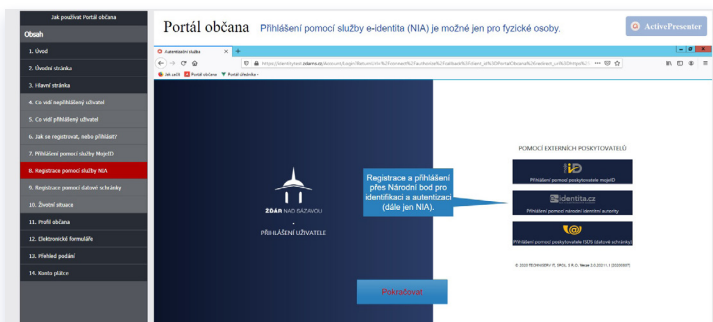 Jak používat Portál občana
Obsah
1. Úvod
2. Úvodní stránka
3. Hlavní stránka
4. Co vidí nepřihlášený uživatel
5. Co vidí přihlášený uživatel
6. Jak se registrovat, nebo přihlásit?
7. Přihlášení pomocí služby MojeID
8. Registrace pomocí služby NIA
9. Registrace pomocí datové schránky
10. Životní situace
11. Profil občana
12. Elektronické formuláře
13. Přehled podání
14. Konto plátce
Portál občana
Přihlášení pomocí služby e-identita (NIA) je možné jen pro fyzické osoby.
ActivePresenter
Autentizační služba
Jak začít
Portál občana
Portál úředníka
ŽĎÁR NAD SÁZAVOU
PŘIHLÁŠENÍ UŽIVATELE
Registrace a přihlášení
přes Národní bod pro
identifikaci a autentizaci
(dále jen NIA).
Pokračovat
POMOCÍ EXTERNÍCH POSKYTOVATELŮ
Přihlášení pomocí poskytovatele mojeID
identita.cz
Přihlášení pomocí národní identitní autority
Přihlášení pomocí poskytovatele ISDS (datové schránky)